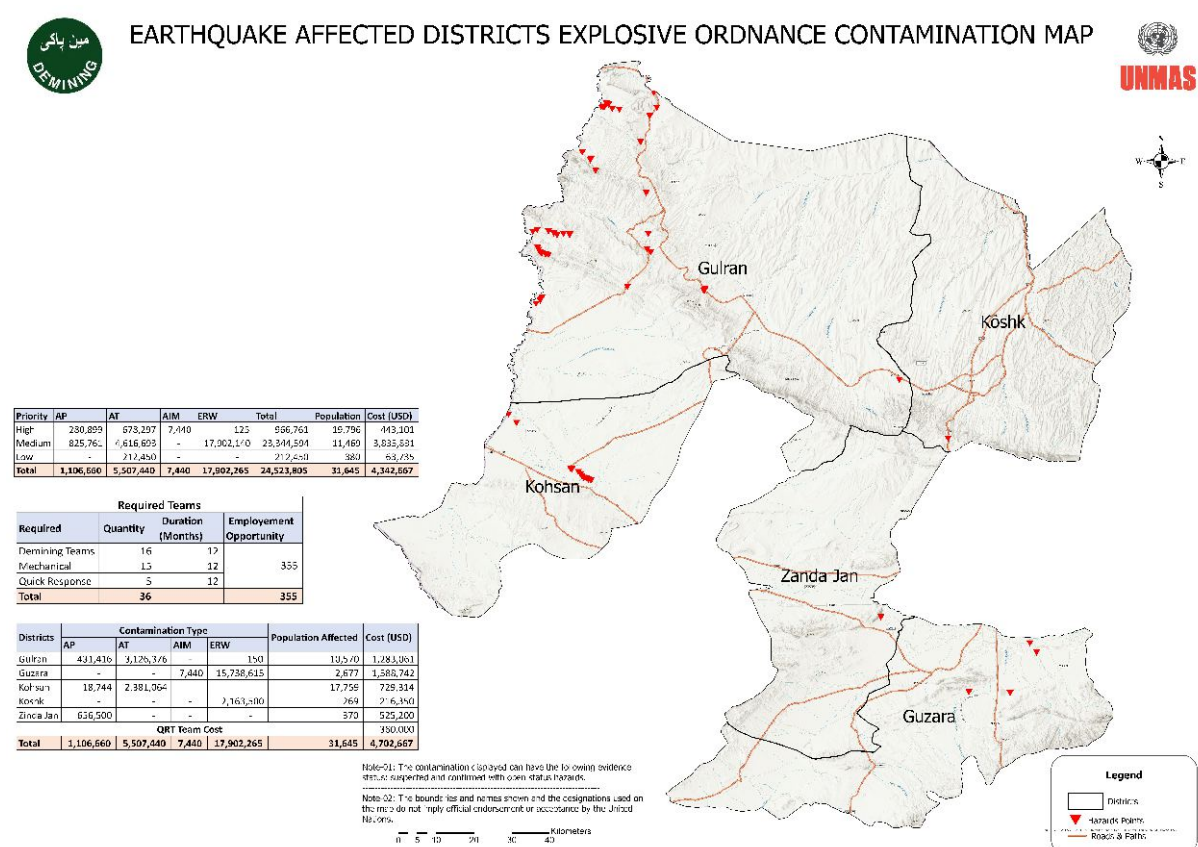 مین پاکی
DEMINING
EARTHQUAKE AFFECTED DISTRICTS EXPLOSIVE ORDNANCE CONTAMINATION MAP
UNMAS
N
W E
S
Gulran
Koshk
Kohsan
Zanda Jan
Guzara
Priority AP AT AIM ERW Total Population Cost (USD)
High 280,899 678,297 7,440 125 966,761 19,796 443,101
Medium 825,761 4,616,693 - 17,902,140 23,344,594 11,469
Low - 212,450 - - 212,450 380 63,735
Total 1,106,660 5,507,440 7,440 17,902,265 24,523,805 31,645 4,342,667
Required Teams
Required Quantity Duration (Months) Employement Opportunity
Demining Teams 16 12
Mechanical 15 12 355
Quick Response 5 12
Total 36 355
Districts Contamination Type Population Affected Cost (USD)
AP AT AIM ERW
Gulran 431,416 3,126,376 - 150 10,570 1,283,061
Guzara - - 7,440 15,738,615 2,677 1,588,742
Kohsan 18,744 2,381,064 17,759 729,314
Koshk - - - 2,163,500 269 216,350
Zinda Jan 656,500 - - - 370 525,200
QRT Team Cost 360,000
Total 1,106,660 5,507,440 7,440 17,902,265 31,645 4,702,667
Note-01: The contamination displayed can have the following evidence
status: suspected and confirmed with open status hazards.
Note-02: The boundaries and names shown and the designations used on
the map do not imply official endorsement or acceptance by the United
Nations.
Kilometers
0 5 10 20 30 40
Legend
Districts
Hazards Points
Roads & Paths